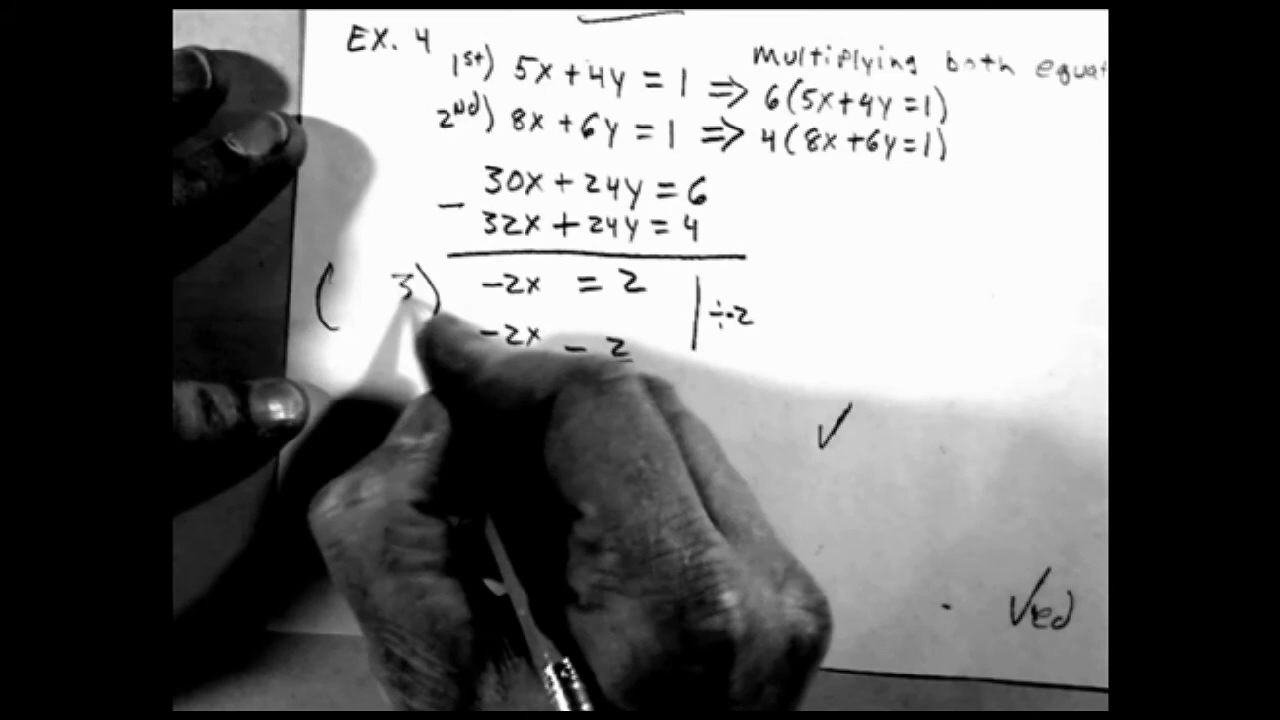 EX. 4
Multiplying both equat
1st) 5x+4y=1 ⇒ 6(5x+4y=1)
2nd) 8x+6y=1 ⇒ 4(8x+6y=1)
30x+24y=6
- 32x+24y=4
( 3) -2x = 2 |÷-2
-2x - 2
✓
✓ed